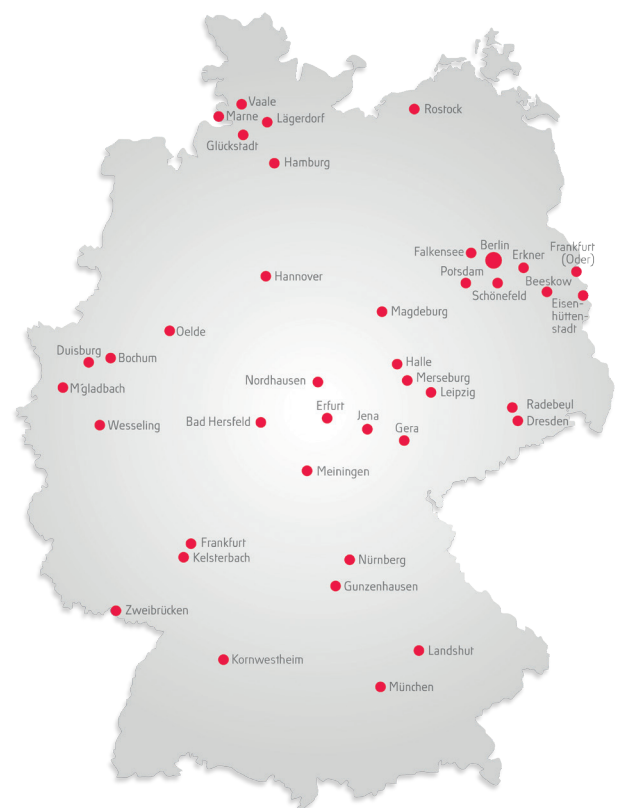 Vaale
Marne
Lägerdorf
Rostock
Glückstadt
Hamburg
Falkensee
Berlin
Erkner
Frankfurt
(Oder)
Potsdam
Schönefeld
Beeskow
Eisen-
hütten-
stadt
Hannover
Magdeburg
Oelde
Duisburg
Bochum
M'gladbach
Wesseling
Halle
Merseburg
Leipzig
Nordhausen
Erfurt
Jena
Gera
Bad Hersfeld
Radebeul
Dresden
Meiningen
Frankfurt
Kelsterbach
Nürnberg
Gunzenhausen
Zweibrücken
Kornwestheim
Landshut
München